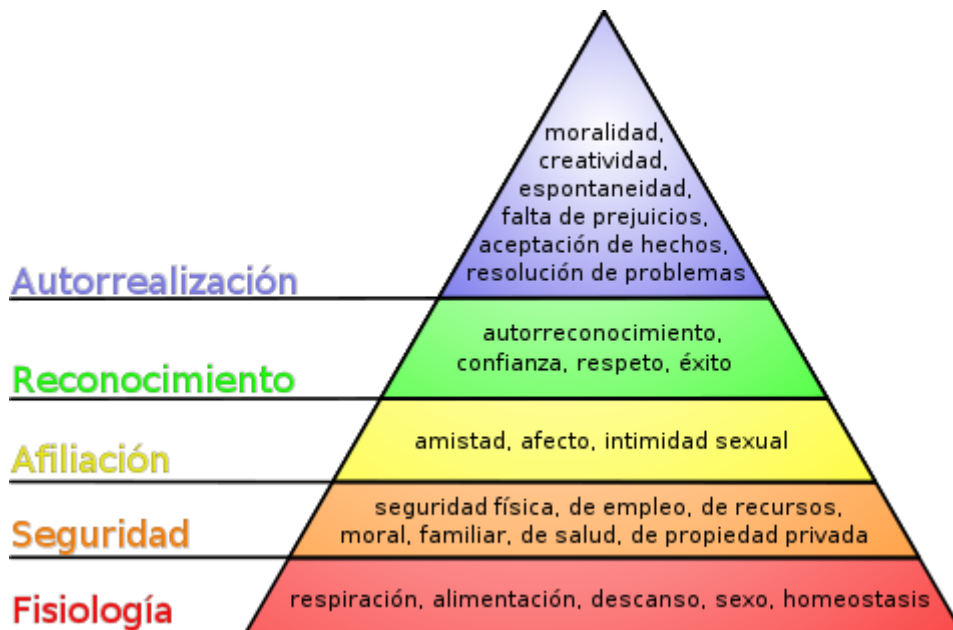 moralidad,
creatividad,
espontaneidad,
falta de prejuicios,
aceptación de hechos,
resolución de problemas
Autorrealización
autorreconocimiento,
confianza, respeto, éxito
Reconocimiento
amistad, afecto, intimidad sexual
Afiliación
seguridad física, de empleo, de recursos,
moral, familiar, de salud, de propiedad privada
Seguridad
respiración, alimentación, descanso, sexo, homeostasis
Fisiología